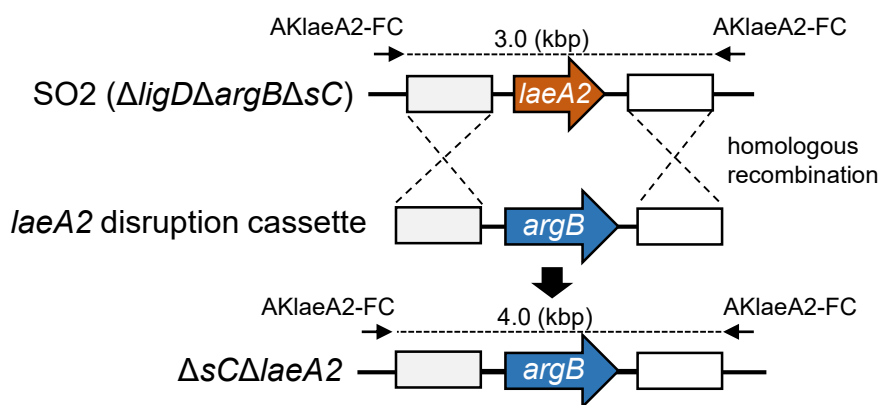 AKlaeA2-FC 3.0 (kbp) AKlaeA2-FC
SO2 (ΔligDΔargBΔsC) laeA2
homologous
recombination
laeA2 disruption cassette argB
AKlaeA2-FC 4.0 (kbp) AKlaeA2-FC
ΔsCΔlaeA2 argB